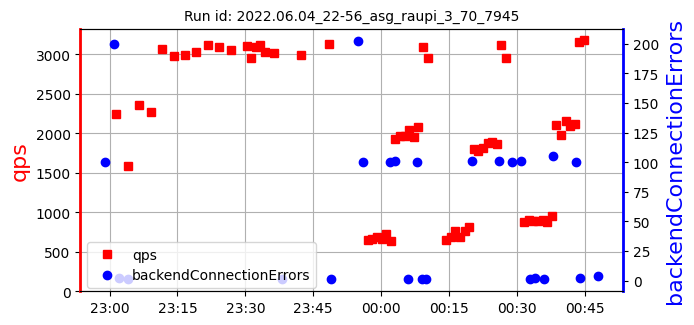 Run id: 2022.06.04_22-56_asg_raupi_3_70_7945
qps
3000
2500
2000
1500
1000
500
0
200
175
150
125
100
75
50
25
0
backendConnectionErrors
qps
backendConnectionErrors
23:00 23:15 23:30 23:45 00:00 00:15 00:30 00:45